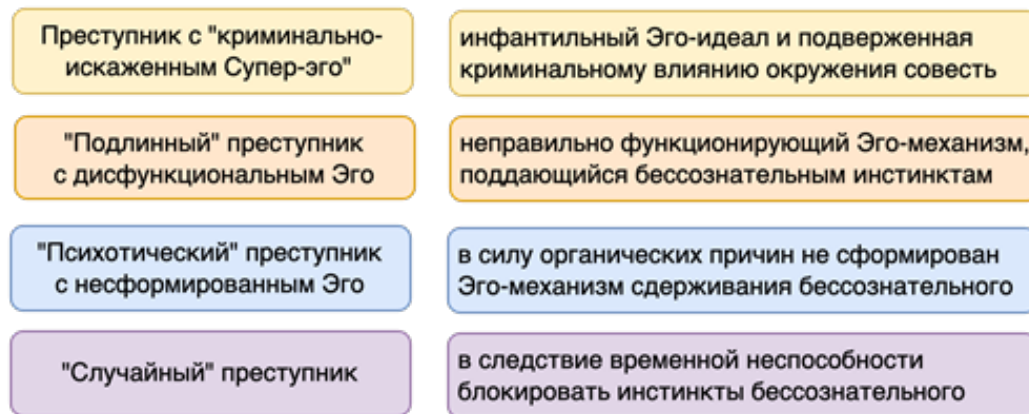 Преступник с "криминально-
искаженным Супер-эго"
инфантильный Эго-идеал и подверженная
криминальному влиянию окружения совесть
"Подлинный" преступник
с дисфункциональным Эго
неправильно функционирующий Эго-механизм,
поддающийся бессознательным инстинктам
"Психотический" преступник
с несформированным Эго
в силу органических причин не сформирован
Эго-механизм сдерживания бессознательного
"Случайный" преступник
в следствие временной неспособности
блокировать инстинкты бессознательного